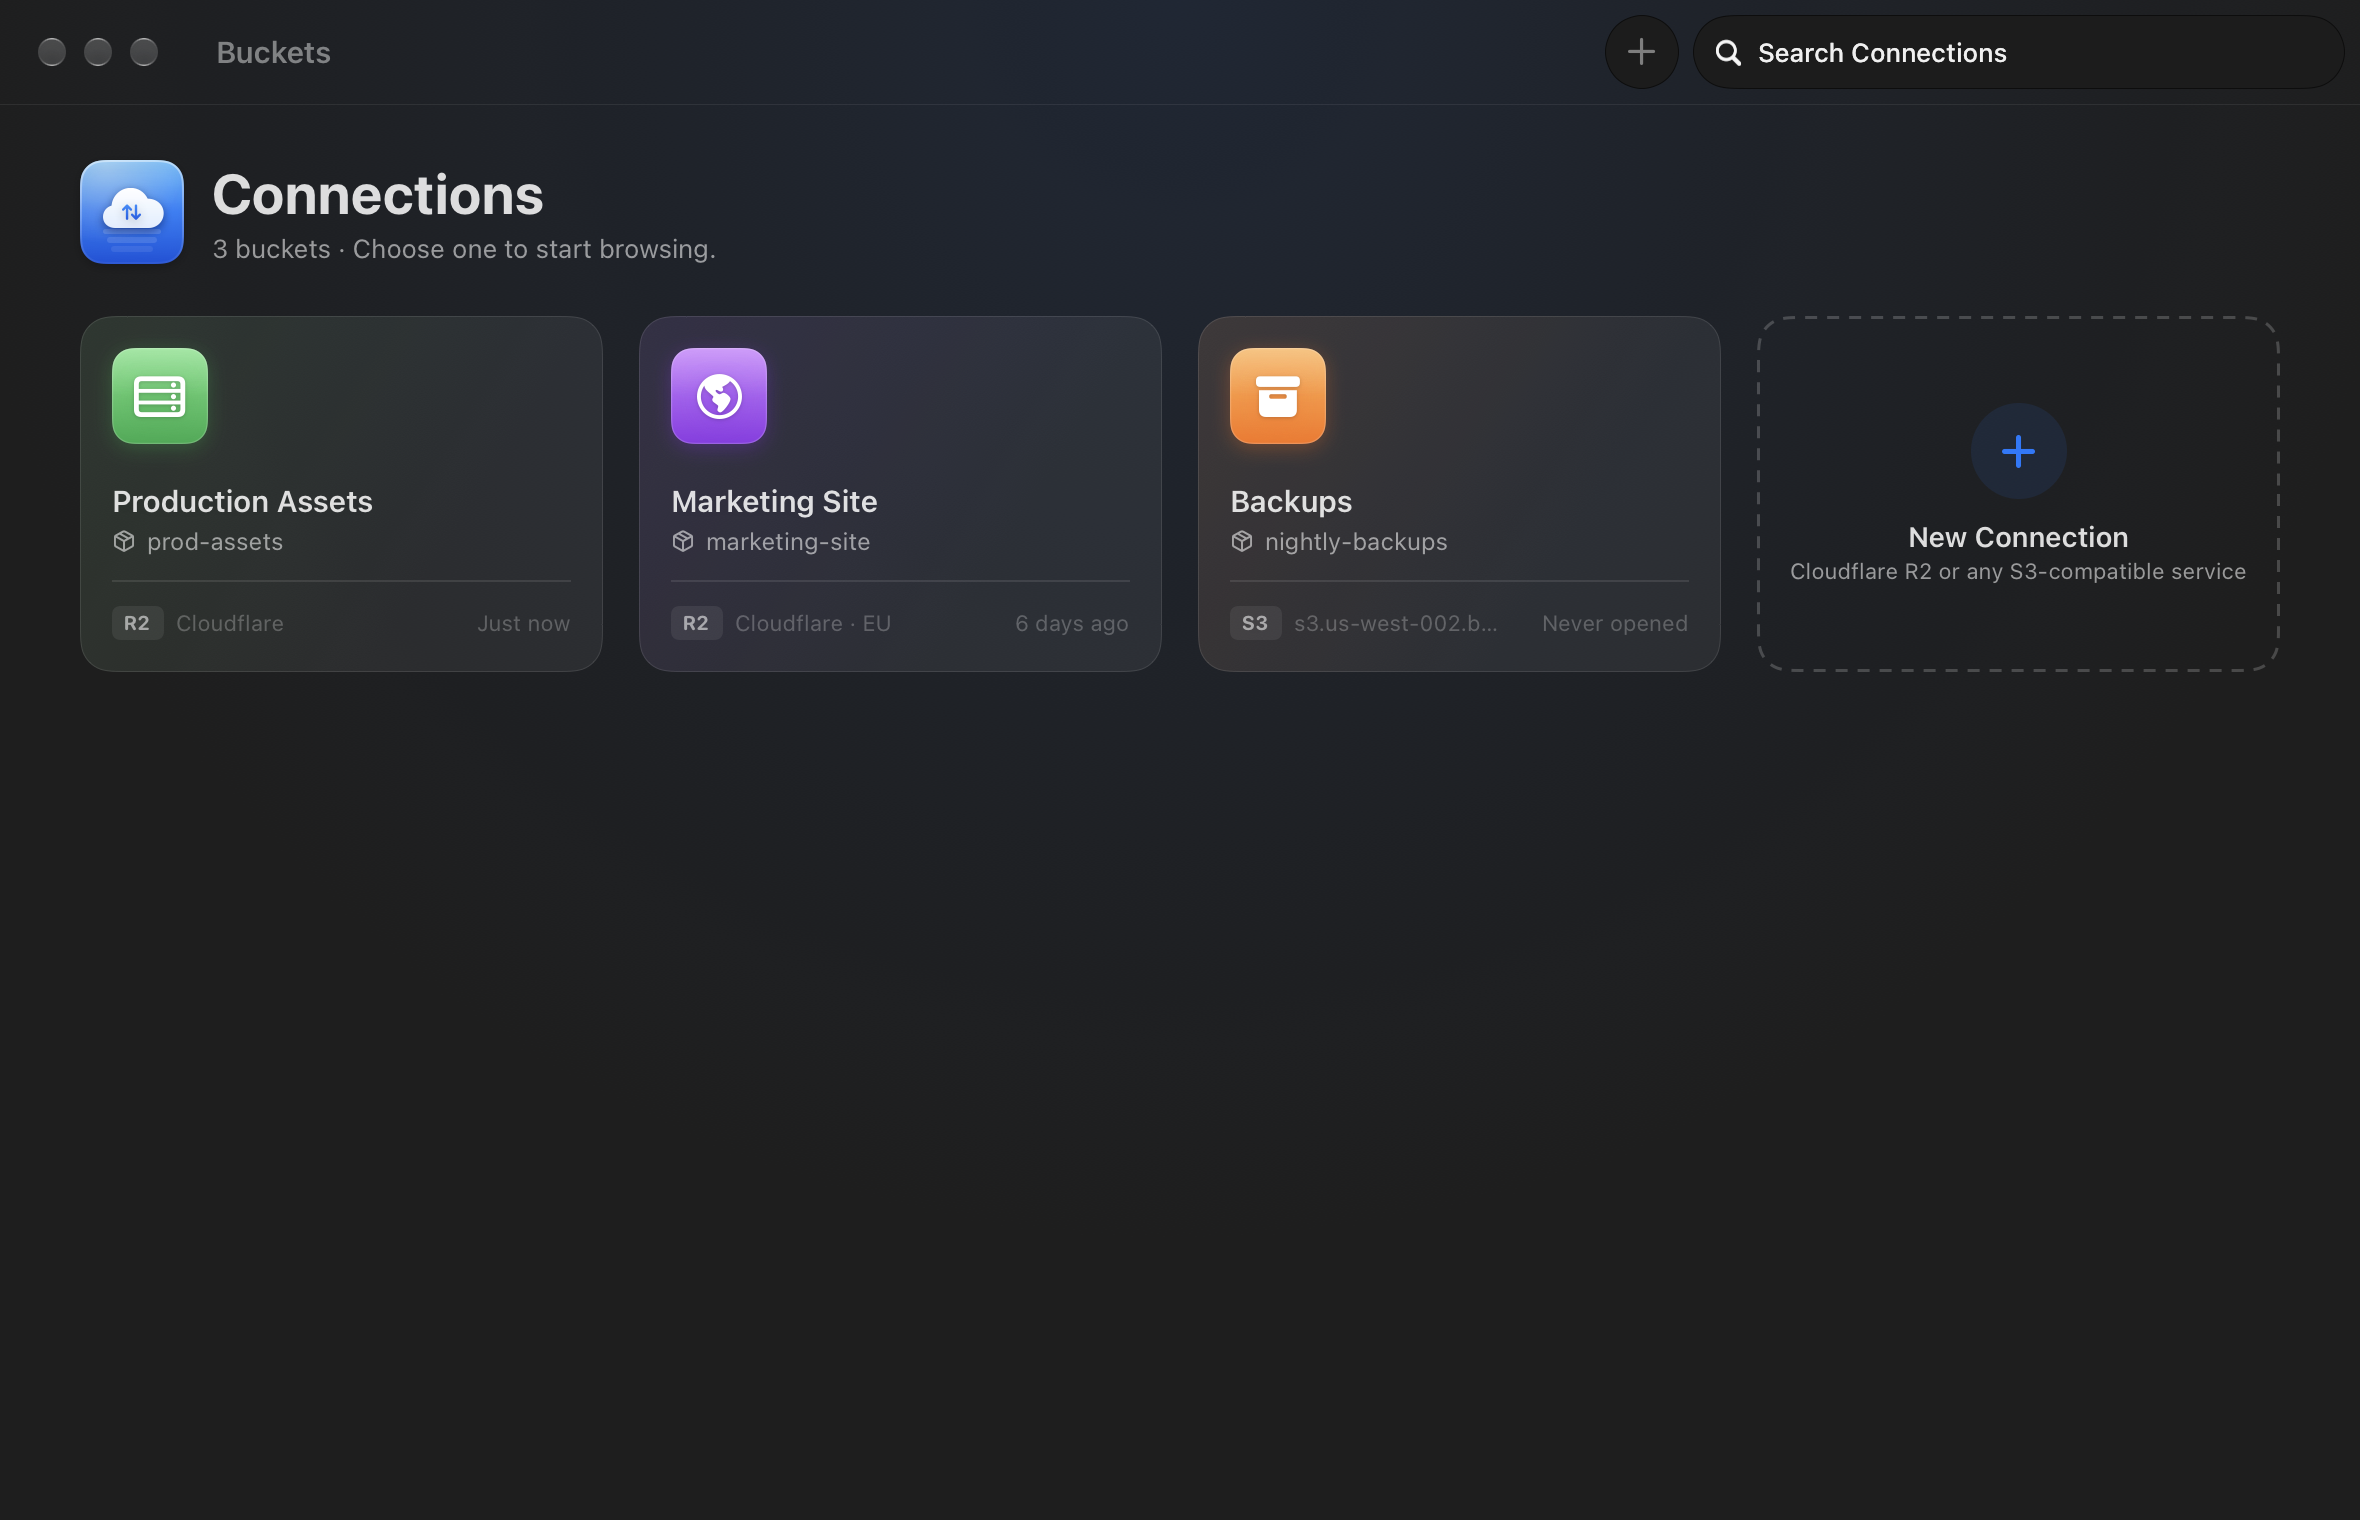 Buckets
Search Connections
Connections
3 buckets · Choose one to start browsing.
Production Assets
prod-assets
R2 Cloudflare Just now
Marketing Site
marketing-site
R2 Cloudflare · EU 6 days ago
Backups
nightly-backups
S3 s3.us-west-002.b... Never opened
New Connection
Cloudflare R2 or any S3-compatible service